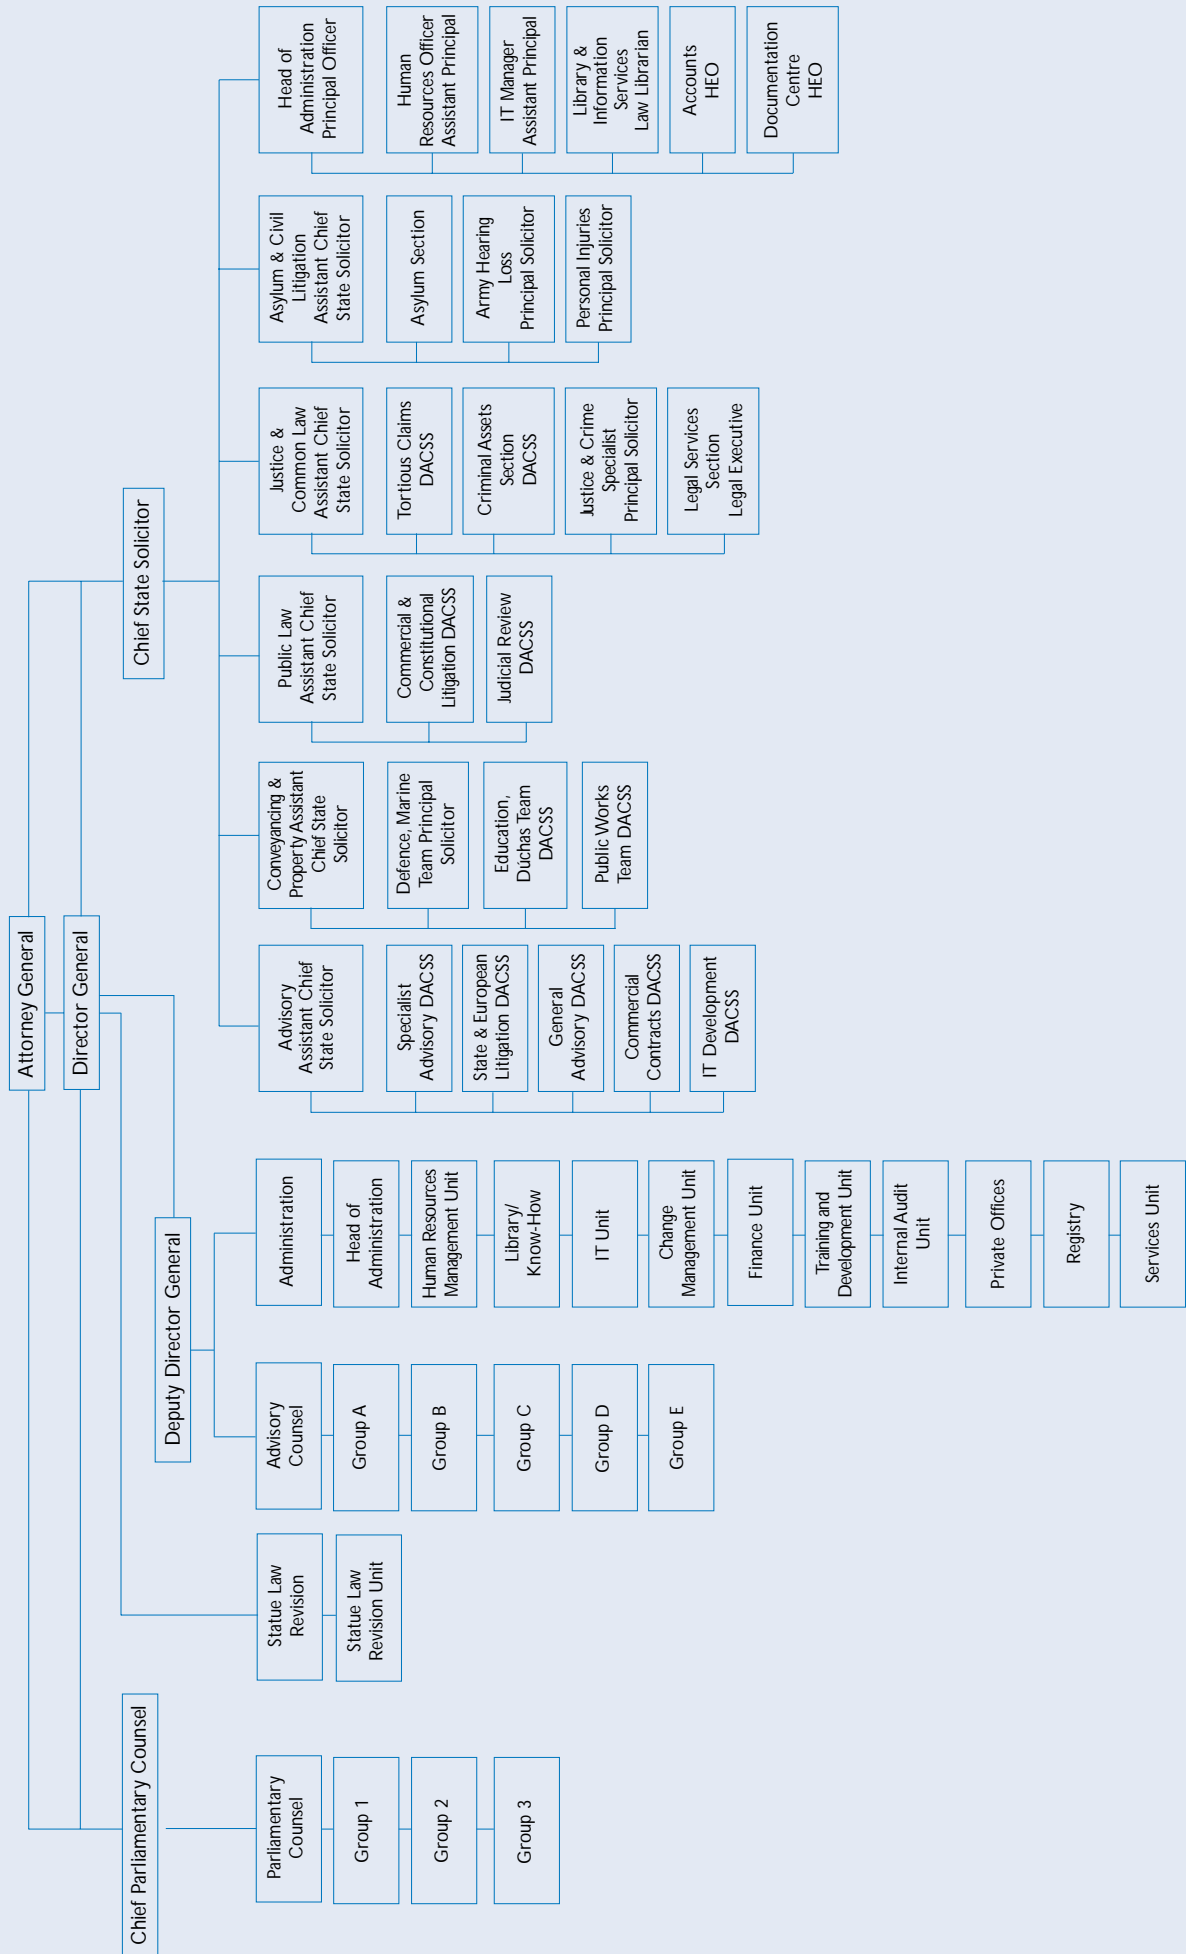 Attorney General
Director General
Chief Parliamentary Counsel
Chief State Solicitor
Deputy Director General
Parliamentary
Counsel
Group 1
Group 2
Group 3
Statue Law
Revision
Statue Law
Revision Unit
Advisory
Counsel
Group A
Group B
Group C
Group D
Group E
Administration
Head of
Administration
Human Resources
Management Unit
Library/
Know-How
IT Unit
Change
Management Unit
Finance Unit
Training and
Development Unit
Internal Audit
Unit
Private Offices
Registry
Services Unit
Advisory
Assistant Chief
State Solicitor
Specialist
Advisory DACSS
State & European
Litigation DACSS
General
Advisory DACSS
Commercial
Contracts DACSS
IT Development
DACSS
Conveyancing &
Property Assistant
Chief State
Solicitor
Defence, Marine
Team Principal
Solicitor
Education,
Dúchas Team
DACSS
Public Works
Team DACSS
Public Law
Assistant Chief
State Solicitor
Commercial &
Constitutional
Litigation DACSS
Judicial Review
DACSS
Justice &
Common Law
Assistant Chief
State Solicitor
Tortious Claims
DACSS
Criminal Assets
Section
DACSS
Justice & Crime
Specialist
Principal Solicitor
Legal Services
Section
Legal Executive
Asylum & Civil
Litigation
Assistant Chief
State Solicitor
Asylum Section
Army Hearing
Loss
Principal Solicitor
Personal Injuries
Principal Solicitor
Head of
Administration
Principal Officer
Human
Resources Officer
Assistant Principal
IT Manager
Assistant Principal
Library &
Information
Services
Law Librarian
Accounts
HEO
Documentation
Centre
HEO